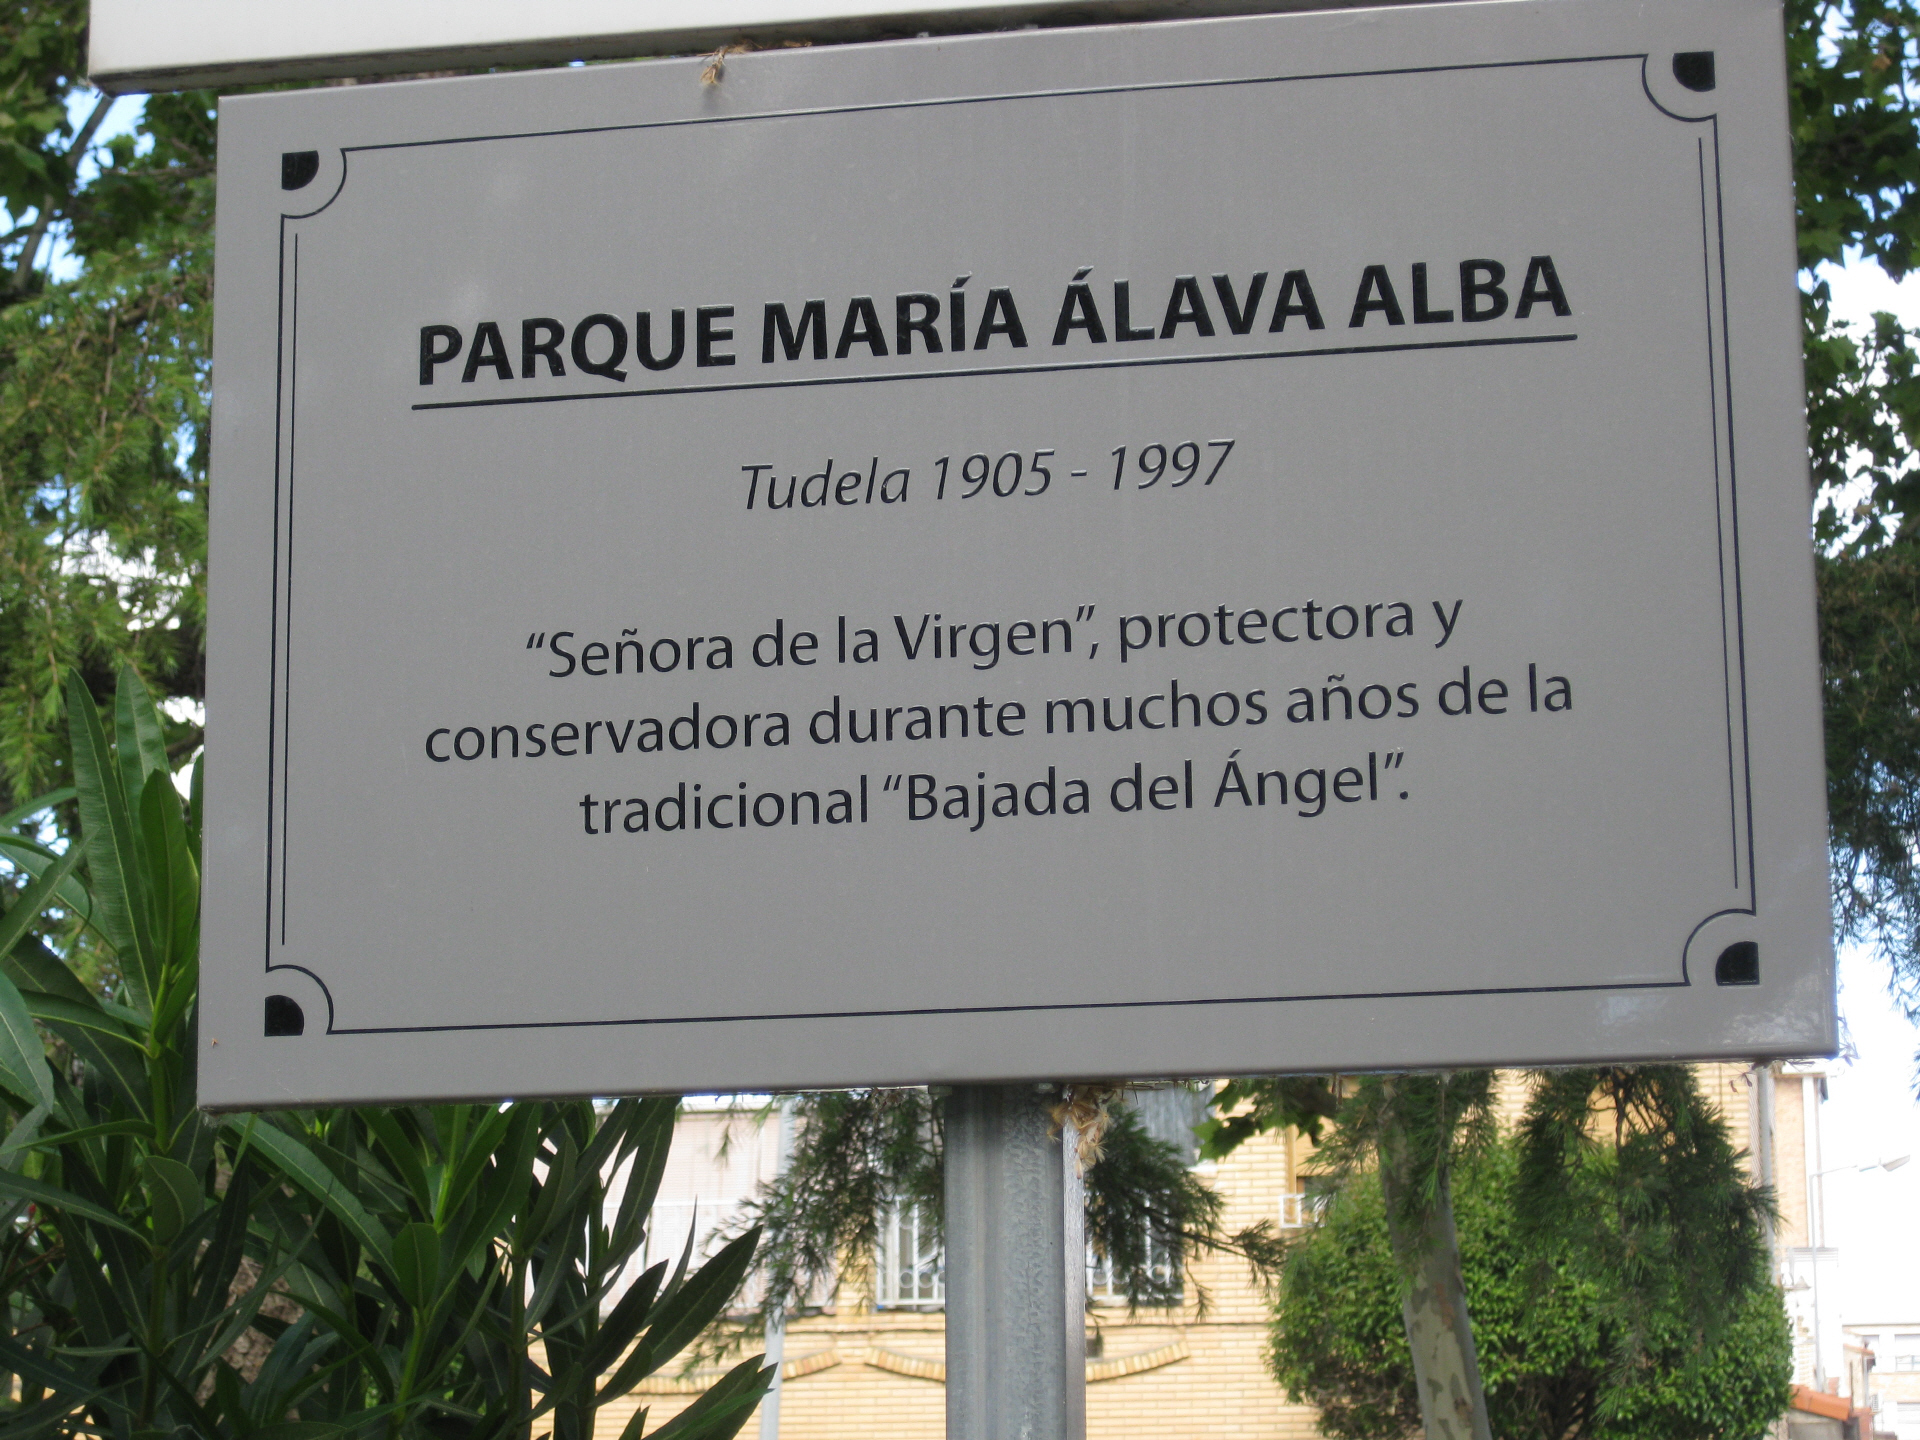 PARQUE MARÍA ÁLAVA ALBA
Tudela 1905 - 1997
“Señora de la Virgen”, protectora y
conservadora durante muchos años de la
tradicional “Bajada del Ángel”.